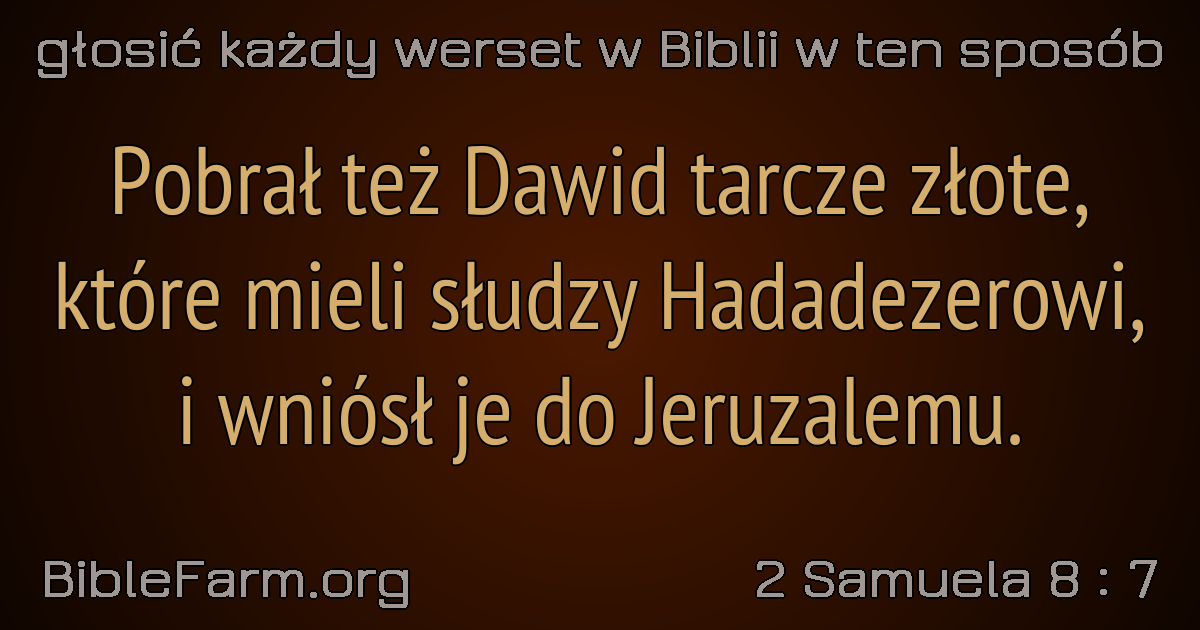 głosić każdy werset w Biblii w ten sposób
Pobrał też Dawid tarcze złote,
które mieli słudzy Hadadezerowi,
i wniósł je do Jeruzalemu.
BibleFarm.org
2 Samuela 8 : 7